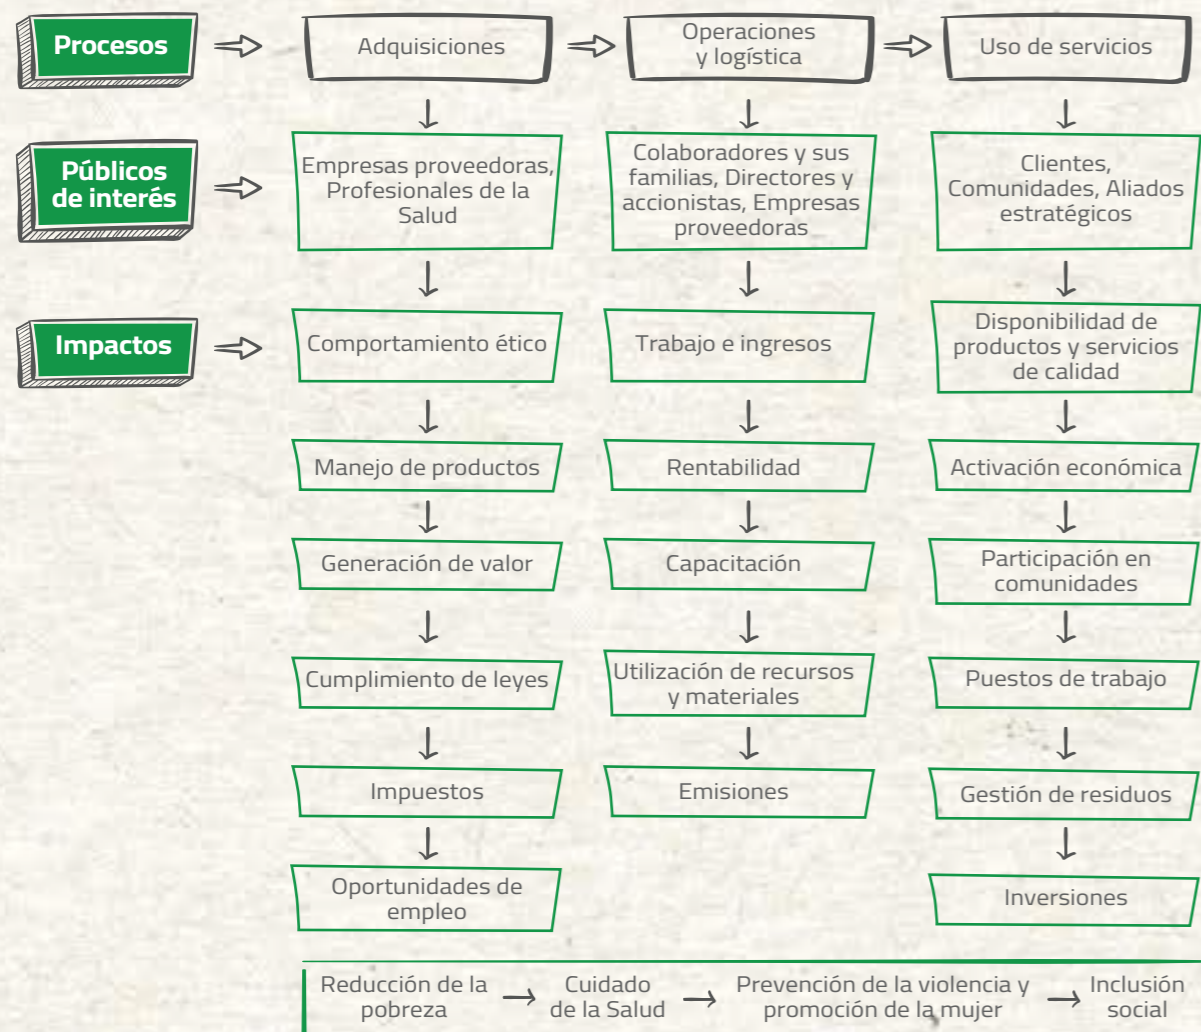 Procesos
Adquisiciones
Operaciones
y logística
Uso de servicios
Públicos
de interés
Empresas proveedoras,
Profesionales de la
Salud
Colaboradores y sus
familias, Directores y
accionistas, Empresas
proveedoras
Clientes,
Comunidades, Aliados
estratégicos
Impactos
Comportamiento ético
Trabajo e ingresos
Disponibilidad de
productos y servicios
de calidad
Manejo de productos
Rentabilidad
Activación económica
Generación de valor
Capacitación
Participación en
comunidades
Cumplimiento de leyes
Utilización de recursos
y materiales
Puestos de trabajo
Impuestos
Emisiones
Gestión de residuos
Oportunidades de
empleo
Inversiones
Reducción de la
pobreza
Cuidado
de la Salud
Prevención de la violencia y
promoción de la mujer
Inclusión
social